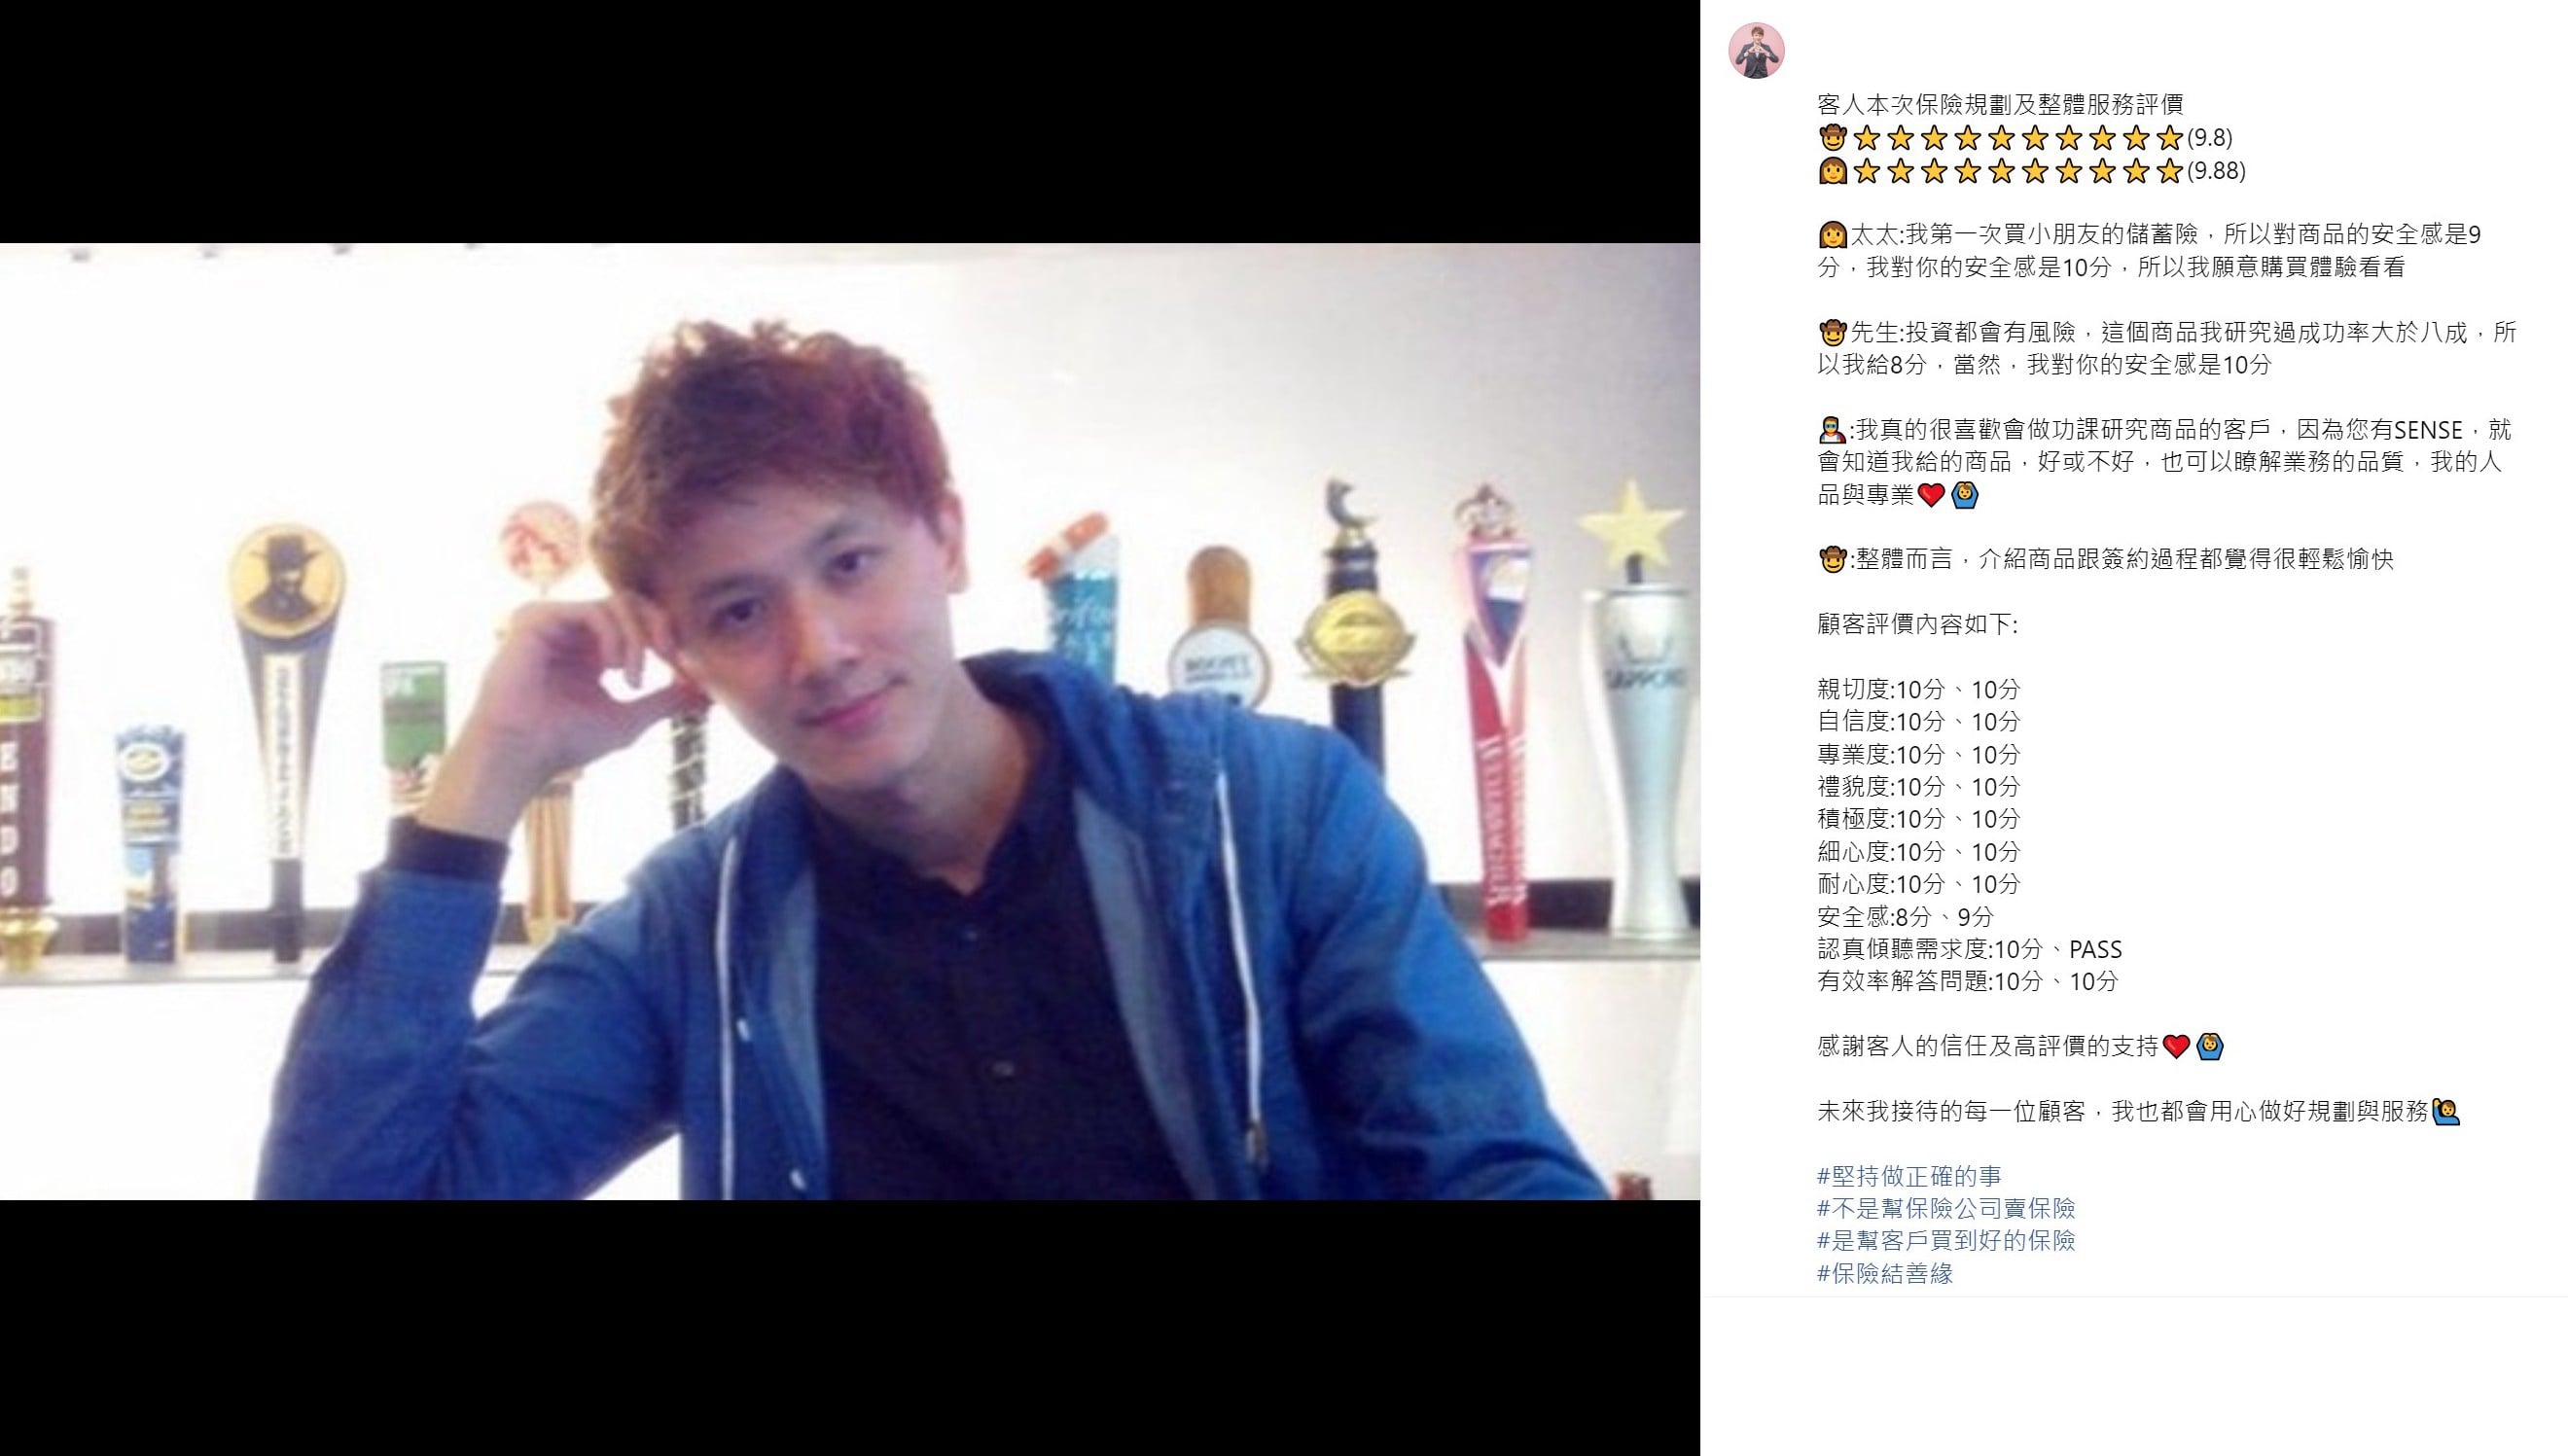 BNDO
SAPPORO
客人本次保險規劃及整體服務評價
🤠⭐⭐⭐⭐⭐⭐⭐⭐⭐⭐(9.8)
👩⭐⭐⭐⭐⭐⭐⭐⭐⭐⭐(9.88)
👩太太:我第一次買小朋友的儲蓄險，所以對商品的安全感是9
分，我對你的安全感是10分，所以我願意購買體驗看看
🤠先生:投資都會有風險，這個商品我研究過成功率大於八成，所
以我給8分，當然，我對你的安全感是10分
🦸‍♂️:我真的很喜歡會做功課研究商品的客戶，因為您有SENSE，就
會知道我給的商品，好或不好，也可以瞭解業務的品質，我的人
品與專業❤️🙆‍♂️
🤠:整體而言，介紹商品跟簽約過程都覺得很輕鬆愉快
顧客評價內容如下:
親切度:10分、10分
自信度:10分、10分
專業度:10分、10分
禮貌度:10分、10分
積極度:10分、10分
細心度:10分、10分
耐心度:10分、10分
安全感:8分、9分
認真傾聽需求度:10分、PASS
有效率解答問題:10分、10分
感謝客人的信任及高評價的支持❤️🙆‍♂️
未來我接待的每一位顧客，我也都會用心做好規劃與服務🙋‍♂️
#堅持做正確的事
#不是幫保險公司賣保險
#是幫客戶買到好的保險
#保險結善緣